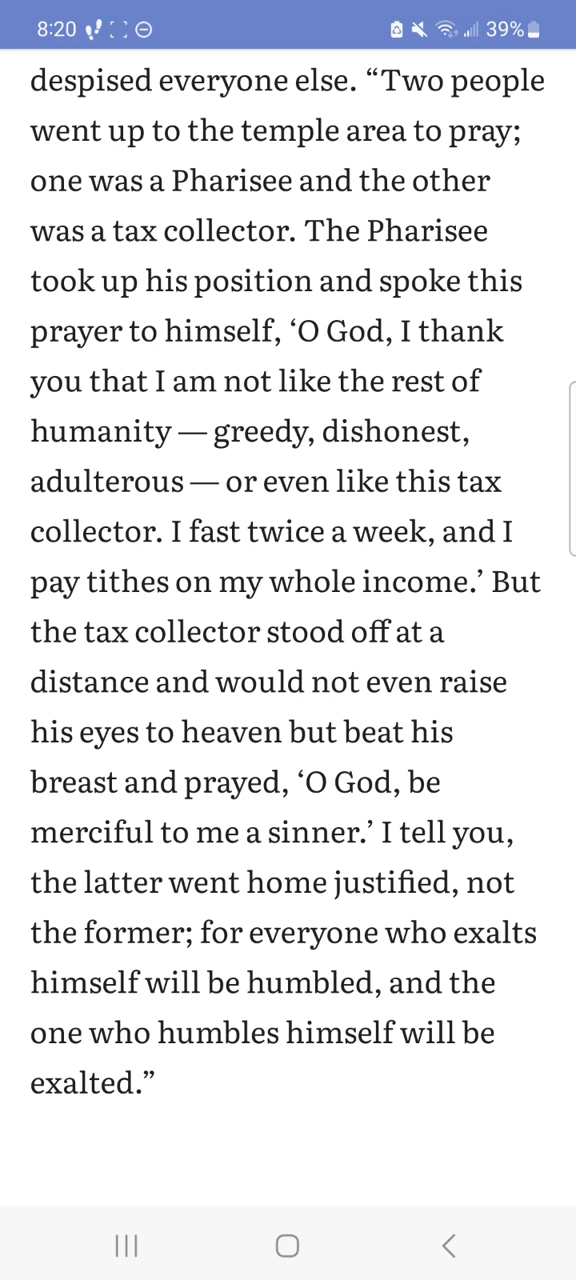 8:20 39%
despised everyone else. “Two people
went up to the temple area to pray;
one was a Pharisee and the other
was a tax collector. The Pharisee
took up his position and spoke this
prayer to himself, ‘O God, I thank
you that I am not like the rest of
humanity — greedy, dishonest,
adulterous — or even like this tax
collector. I fast twice a week, and I
pay tithes on my whole income.’ But
the tax collector stood off at a
distance and would not even raise
his eyes to heaven but beat his
breast and prayed, ‘O God, be
merciful to me a sinner.’ I tell you,
the latter went home justified, not
the former; for everyone who exalts
himself will be humbled, and the
one who humbles himself will be
exalted.”